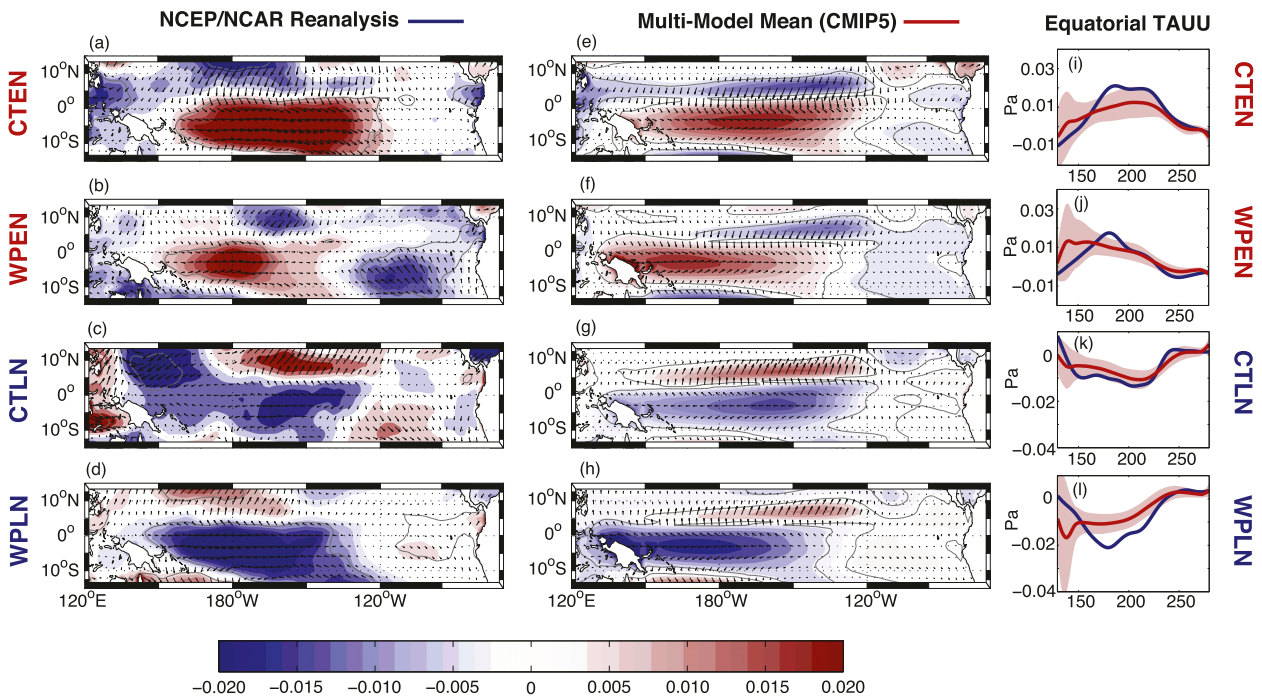 NCEP/NCAR Reanalysis
Multi-Model Mean (CMIP5)
Equatorial TAUU
(a)
10°N
0°
10°S
CTEN
(e)
(i)
0.03
0.01
−0.01
Pa
150
200
250
CTEN
(b)
10°N
0°
10°S
WPEN
(f)
(j)
0.03
0.01
−0.01
Pa
150
200
250
WPEN
(c)
10°N
0°
10°S
CTLN
(g)
(k)
0
−0.02
−0.04
Pa
150
200
250
CTLN
(d)
10°N
0°
10°S
WPLN
120°E
180°W
120°W
(h)
120°E
180°W
120°W
(l)
0
−0.02
−0.04
Pa
150
200
250
WPLN
−0.020
−0.015
−0.010
−0.005
0
0.005
0.010
0.015
0.020